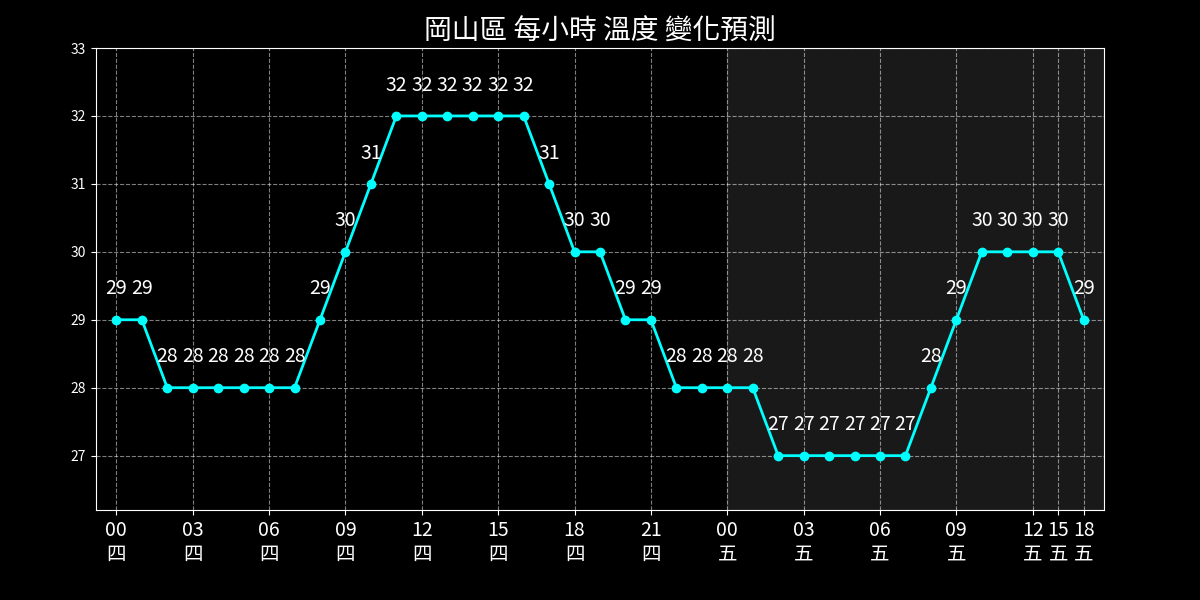 岡山區 每小時 溫度 變化預測
33
32 32 32 32 32 32
32
31 31
31
30 30 30 30 30 30 30
30
29 29 29 29 29 29 29
29
28 28 28 28 28 28 28 28 28 28 28
28
27 27 27 27 27 27
27
00 03 06 09 12 15 18 21 00 03 06 09 12 15 18
四 四 四 四 四 四 四 四 五 五 五 五 五 五 五